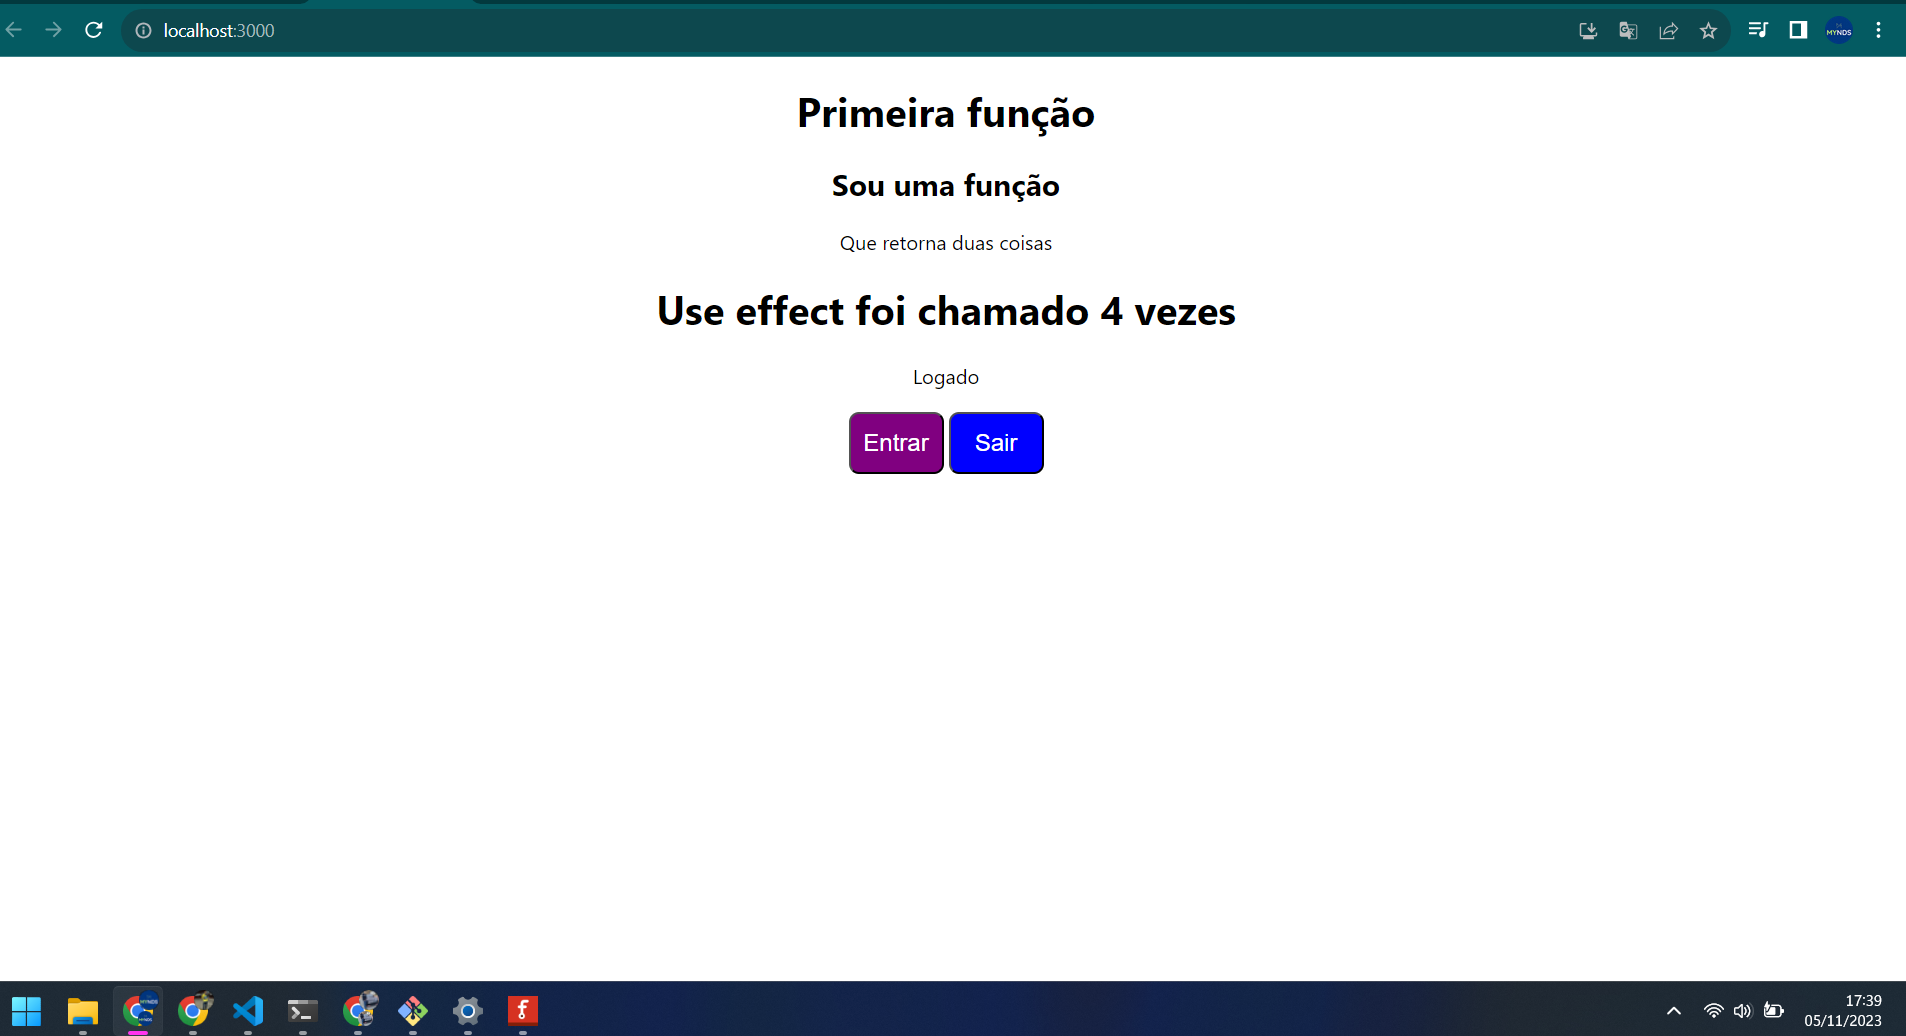 localhost:3000
MYNDS
Primeira função
Sou uma função
Que retorna duas coisas
Use effect foi chamado 4 vezes
Logado
Entrar Sair
17:39
05/11/2023